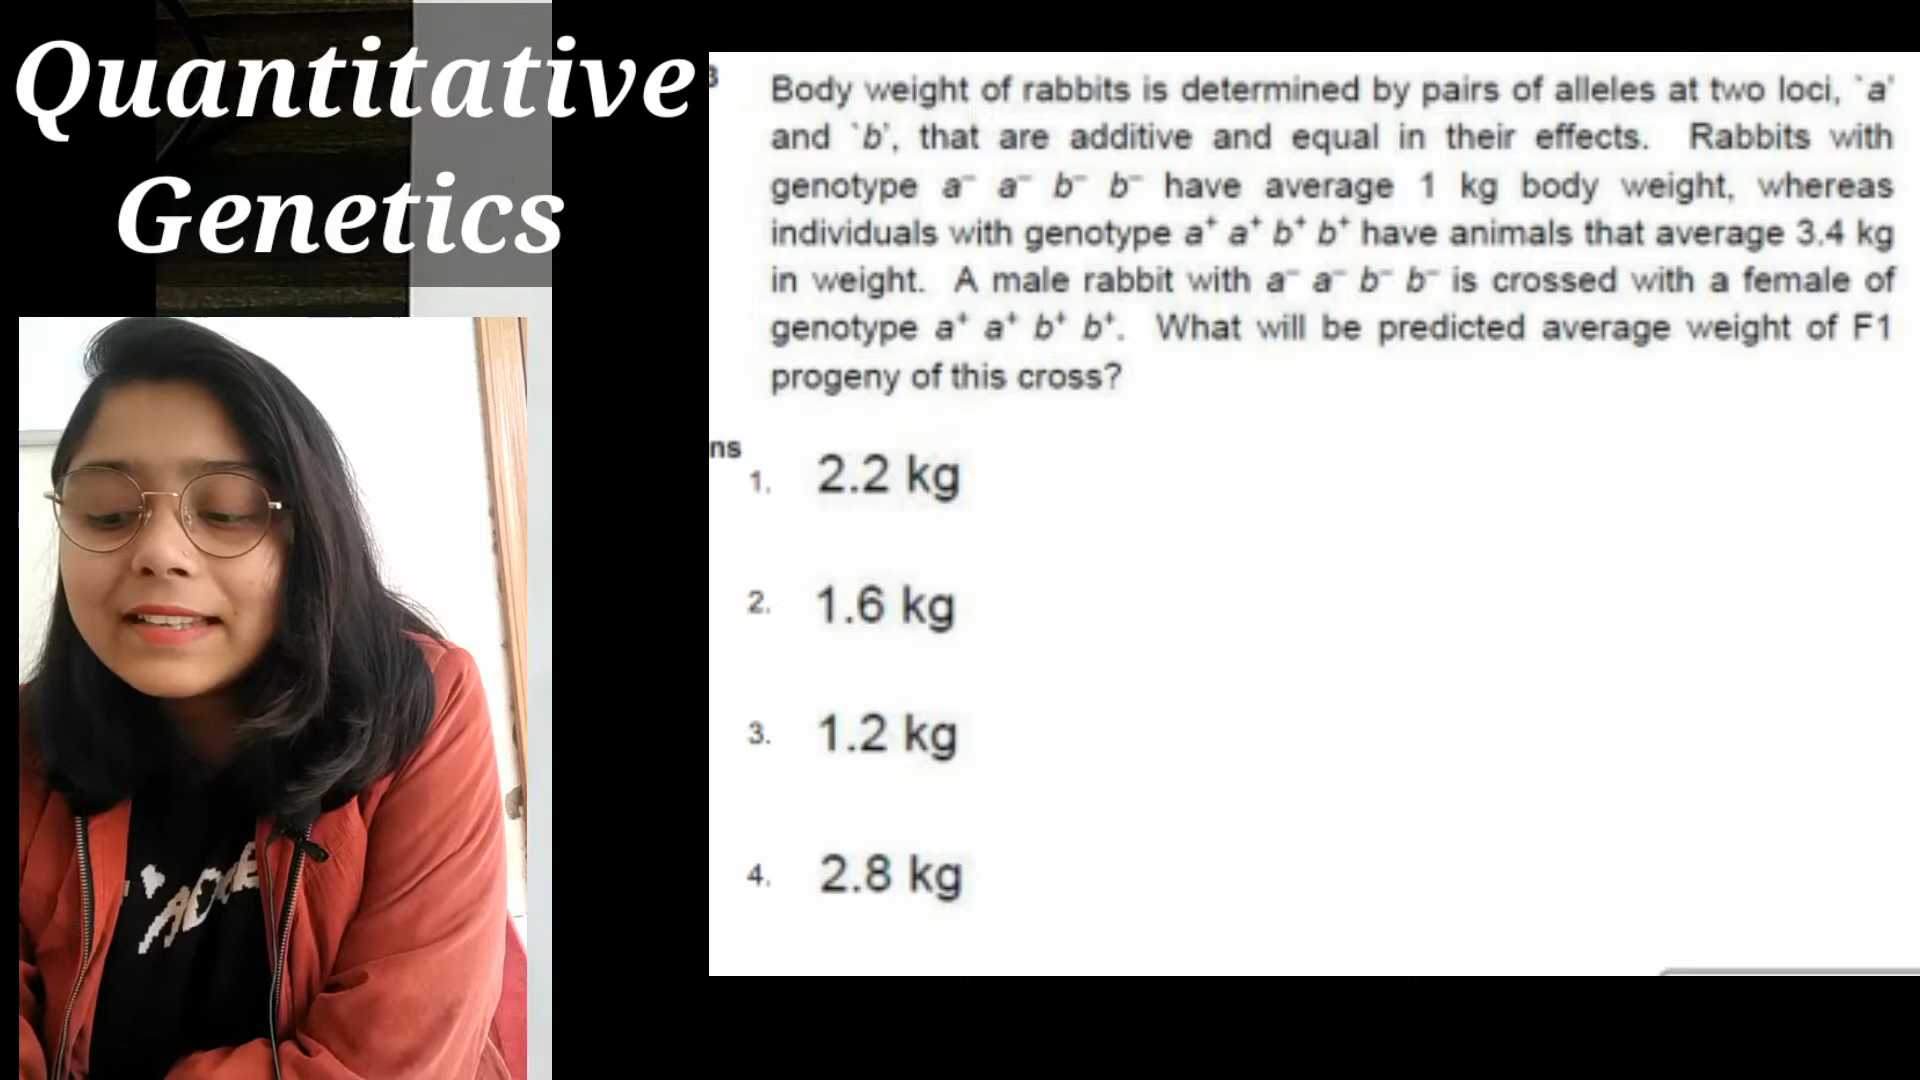 Quantitative
Genetics
3
Body weight of rabbits is determined by pairs of alleles at two loci, `a'
and `b', that are additive and equal in their effects. Rabbits with
genotype a⁻ a⁻ b⁻ b⁻ have average 1 kg body weight, whereas
individuals with genotype a⁺ a⁺ b⁺ b⁺ have animals that average 3.4 kg
in weight. A male rabbit with a⁻ a⁻ b⁻ b⁻ is crossed with a female of
genotype a⁺ a⁺ b⁺ b⁺. What will be predicted average weight of F1
progeny of this cross?
ns
1. 2.2 kg
2. 1.6 kg
3. 1.2 kg
4. 2.8 kg